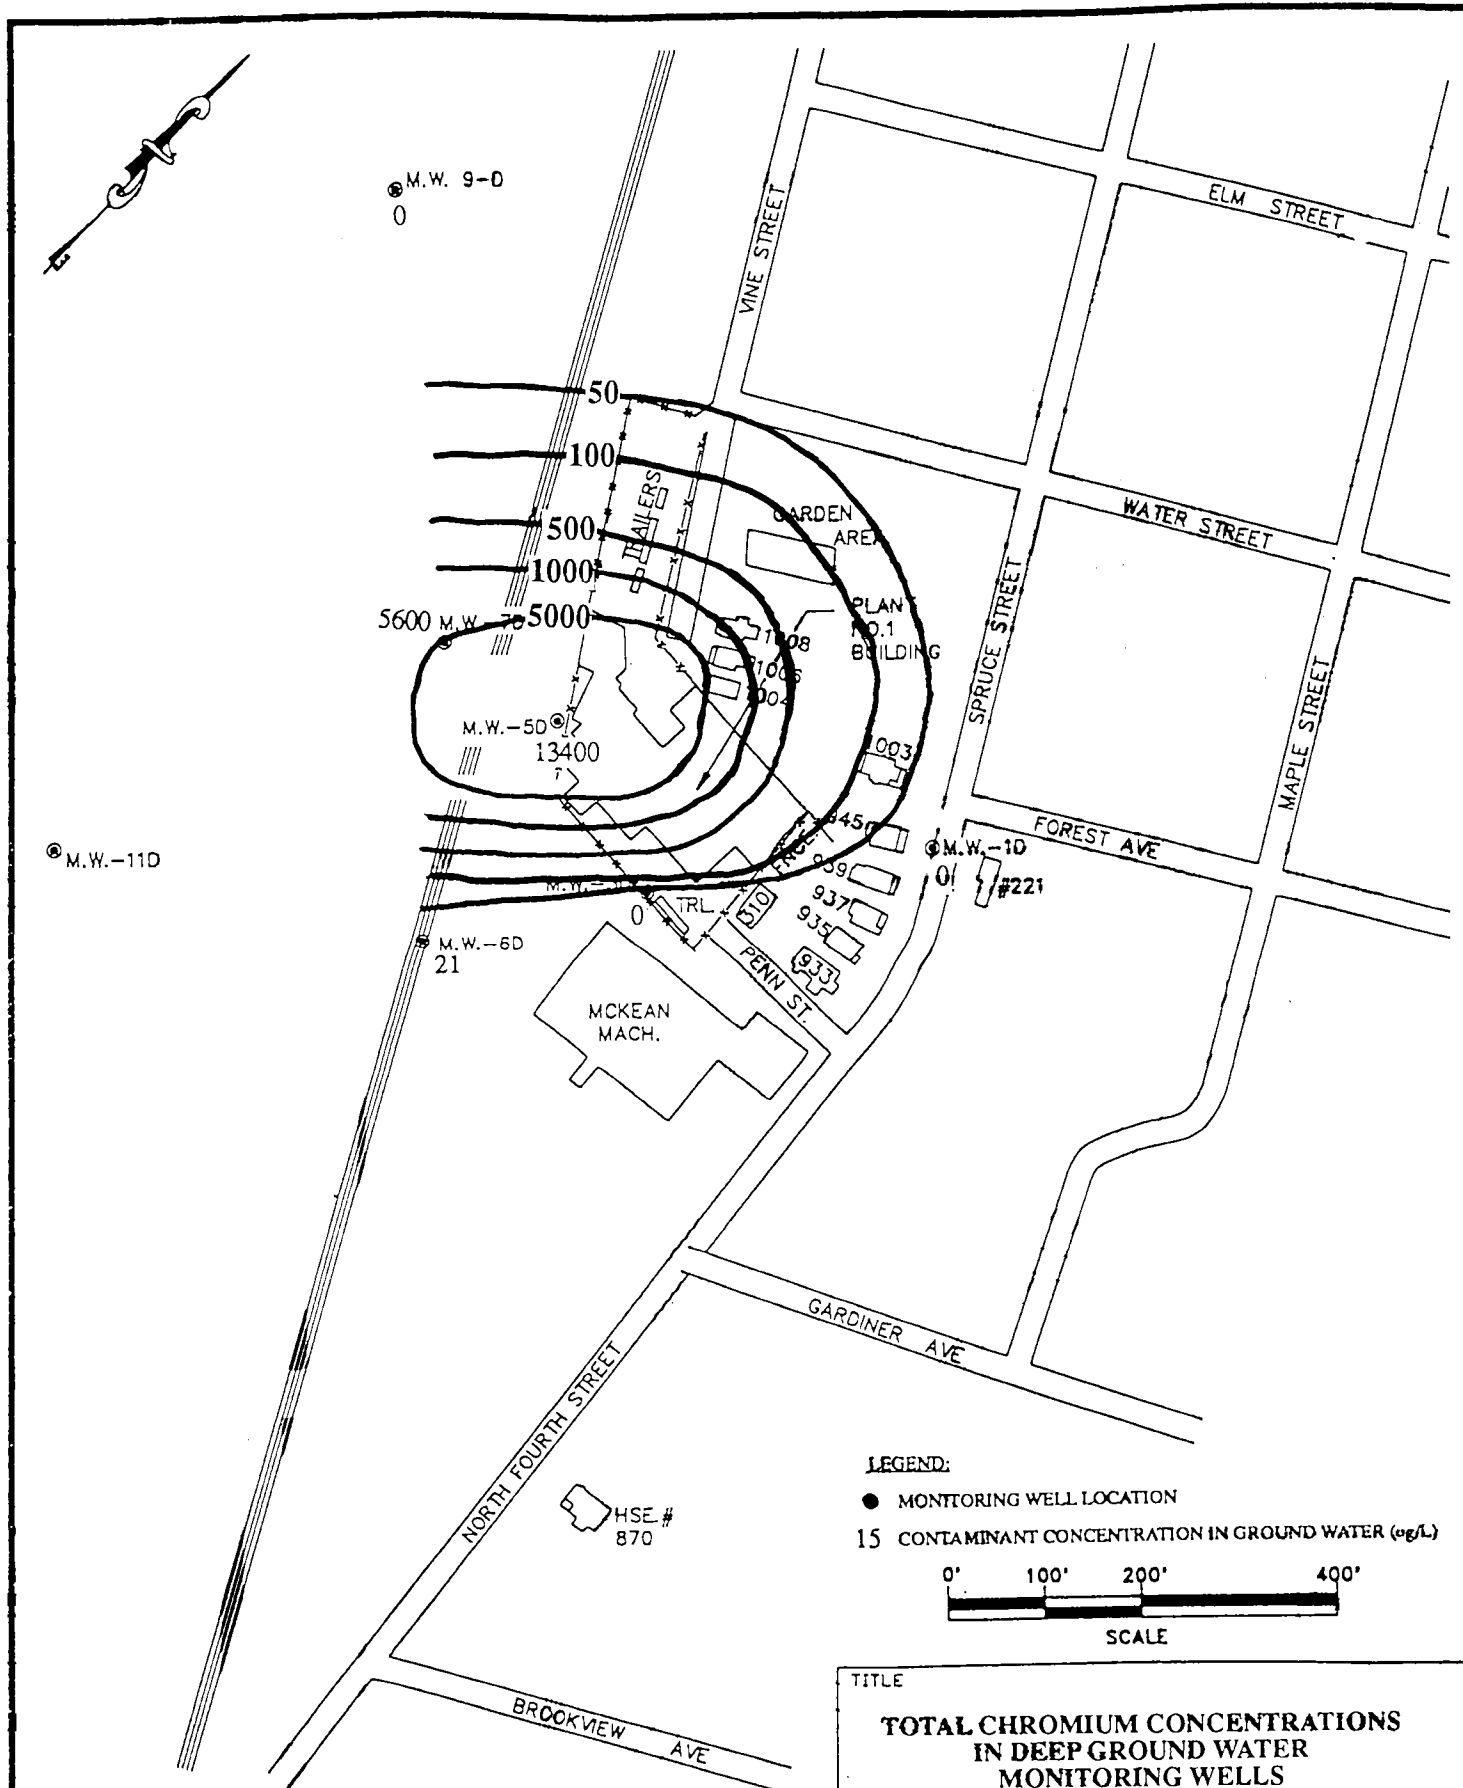 M.W. 9-D
0
ELM STREET
VINE STREET
50
100
TRAILERS
500
GARDEN
AREA
WATER STREET
1000
5600 M.W.-7D
5000
PLANT
NO.1
BUILDING
1008
1006
1004
SPRUCE STREET
MAPLE STREET
M.W.-5D
13400
1003
FOREST AVE
M.W.-11D
945
M.W.-1D
0
#221
939
937
935
933
310
TRL.
0
M.W.-6D
21
PENN ST.
MCKEAN
MACH.
GARDINER AVE
NORTH FOURTH STREET
HSE #
870
BROOKVIEW AVE
LEGEND:
MONITORING WELL LOCATION
15 CONTAMINANT CONCENTRATION IN GROUND WATER (ug/L)
0' 100' 200' 400'
SCALE
TITLE
TOTAL CHROMIUM CONCENTRATIONS
IN DEEP GROUND WATER
MONITORING WELLS